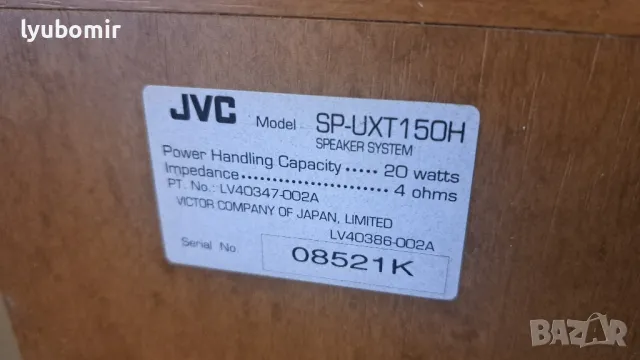 lyubomir
JVC Model SP-UXT150H
SPEAKER SYSTEM
Power Handling Capacity ····· 20 watts
Impedance ······················ 4 ohms
PT. No.: LV40347-002A
VICTOR COMPANY OF JAPAN, LIMITED
LV40386-002A
Serial No 08521K
BAZAR